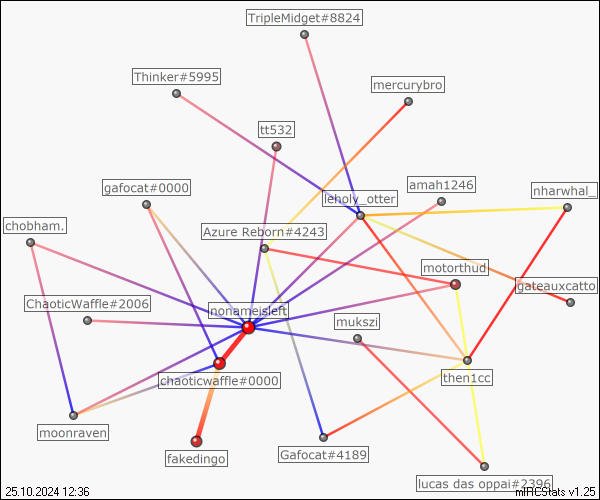 TripleMidget#8824
Thinker#5995
mercurybro
tt532
gafocat#0000
amah1246
leholy_otter
nharwhal_
chobham.
Azure Reborn#4243
motorthud
gateauxcatto
ChaoticWaffle#2006
nonameisleft
mukszi
chaoticwaffle#0000
then1cc
moonraven
fakedingo
Gafocat#4189
lucas das oppai#2396
25.10.2024 12:36
mIRCStats v1.25